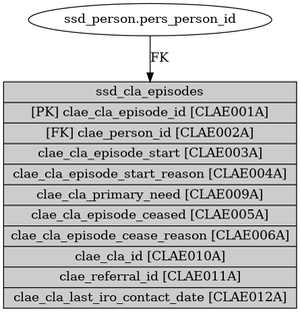 ssd_person.pers_person_id
FK
ssd_cla_episodes
[PK] clae_cla_episode_id [CLAE001A]
[FK] clae_person_id [CLAE002A]
clae_cla_episode_start [CLAE003A]
clae_cla_episode_start_reason [CLAE004A]
clae_cla_primary_need [CLAE009A]
clae_cla_episode_ceased [CLAE005A]
clae_cla_episode_cease_reason [CLAE006A]
clae_cla_id [CLAE010A]
clae_referral_id [CLAE011A]
clae_cla_last_iro_contact_date [CLAE012A]